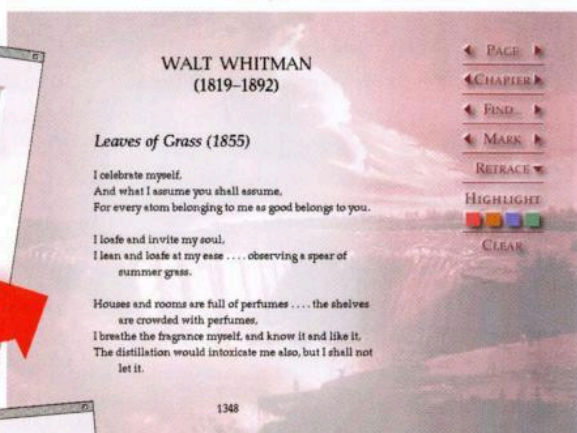 WALT WHITMAN
(1819–1892)
Leaves of Grass (1855)
I celebrate myself,
And what I assume you shall assume,
For every atom belonging to me as good belongs to you.
I loafe and invite my soul,
I lean and loafe at my ease .... observing a spear of
summer grass.
Houses and rooms are full of perfumes .... the shelves
are crowded with perfumes,
I breathe the fragrance myself, and know it and like it,
The distillation would intoxicate me also, but I shall not
let it.
1348
PAGE
CHAPTER
FIND...
MARK
RETRACE
HIGHLIGHT
CLEAR